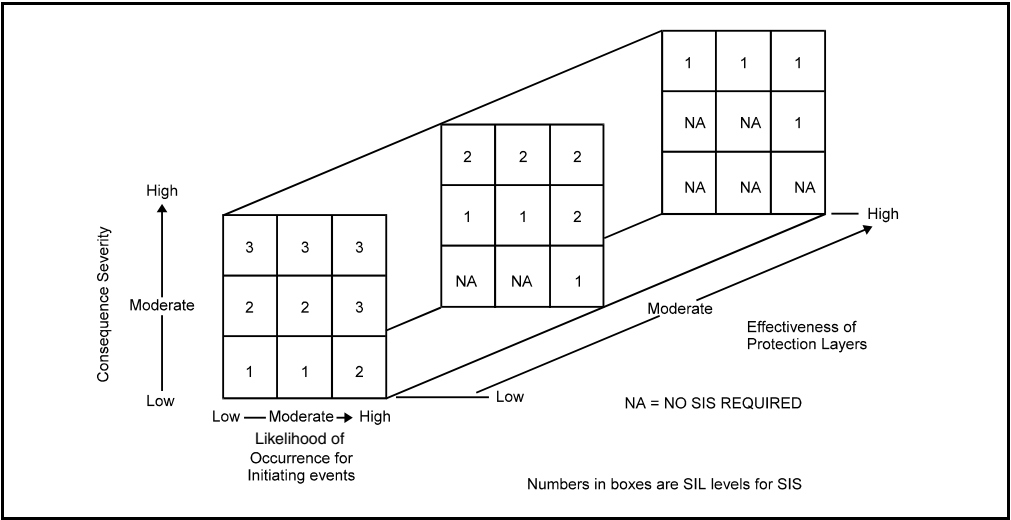 1 1 1
NA NA 1
NA NA NA
2 2 2
1 1 2
NA NA 1
3 3 3
2 2 3
1 1 2
Consequence Severity
High
Moderate
Low
Low Moderate High
Likelihood of
Occurrence for
Initiating events
High
Moderate
Low
Effectiveness of
Protection Layers
NA = NO SIS REQUIRED
Numbers in boxes are SIL levels for SIS